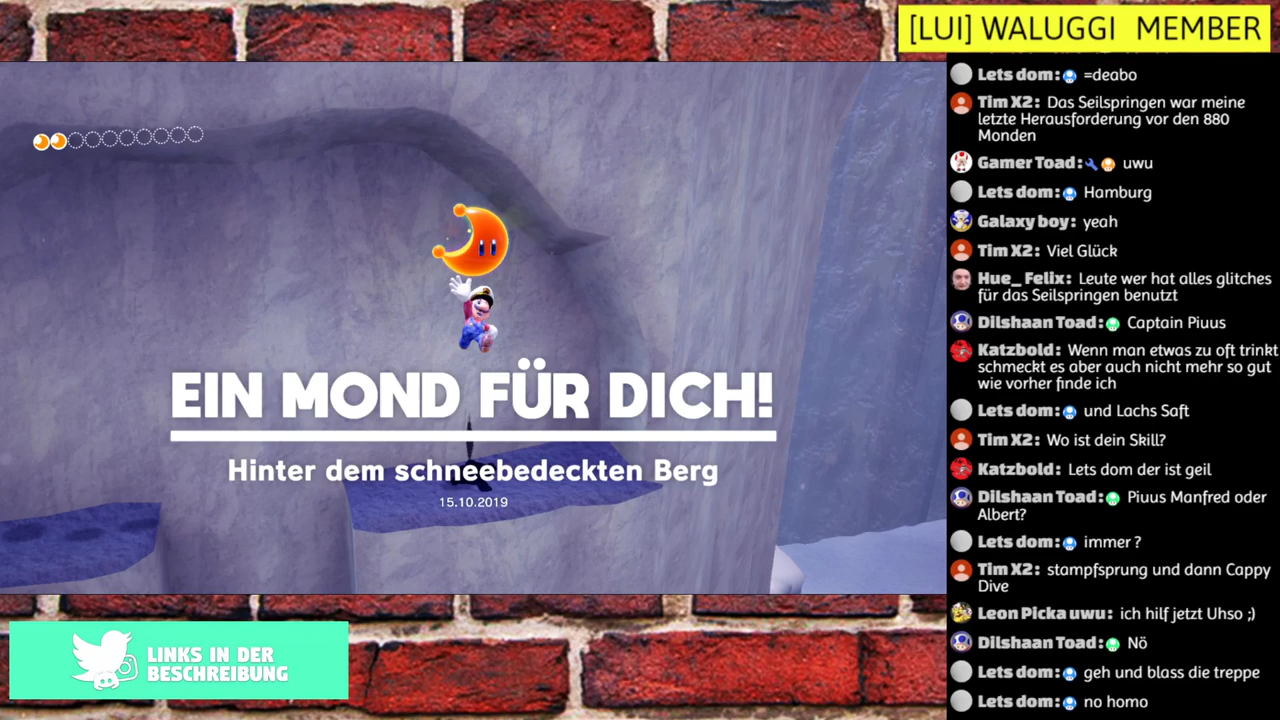 [LUI] WALUGGI MEMBER
EIN MOND FÜR DICH!
Hinter dem schneebedeckten Berg
15.10.2019
LINKS IN DER
BESCHREIBUNG
Lets dom: =deabo
Tim X2: Das Seilspringen war meine
letzte Herausforderung vor den 880
Monden
Gamer Toad: uwu
Lets dom: Hamburg
Galaxy boy: yeah
Tim X2: Viel Glück
Hue_ Felix: Leute wer hat alles glitches
für das Seilspringen benutzt
Dilshaan Toad: Captain Piuus
Katzbold: Wenn man etwas zu oft trinkt
schmeckt es aber auch nicht mehr so gut
wie vorher finde ich
Lets dom: und Lachs Saft
Tim X2: Wo ist dein Skill?
Katzbold: Lets dom der ist geil
Dilshaan Toad: Piuus Manfred oder
Albert?
Lets dom: immer ?
Tim X2: stampfsprung und dann Cappy
Dive
Leon Picka uwu: ich hilf jetzt Uhso ;)
Dilshaan Toad: Nö
Lets dom: geh und blass die treppe
Lets dom: no homo